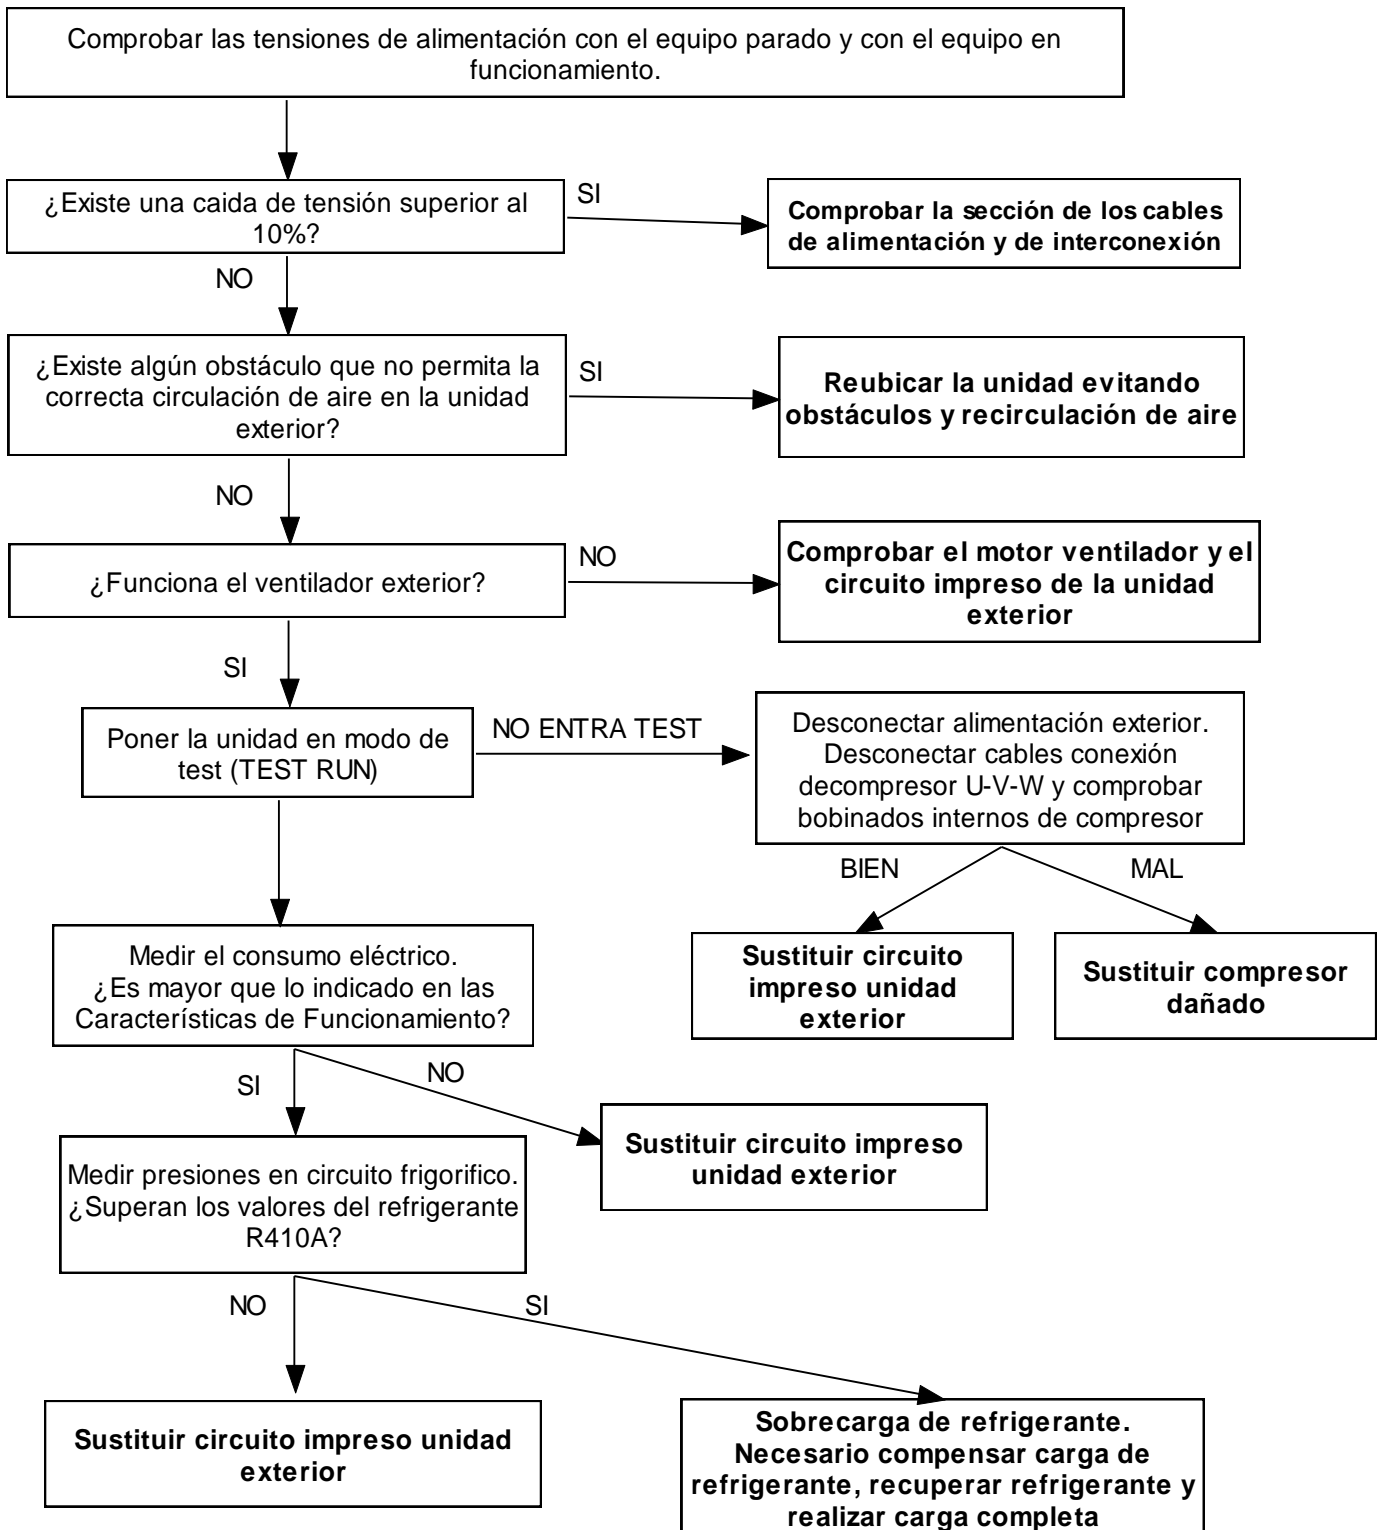 Comprobar las tensiones de alimentación con el equipo parado y con el equipo en
funcionamiento.
¿Existe una caida de tensión superior al
10%?
SI
Comprobar la sección de los cables
de alimentación y de interconexión
NO
¿Existe algún obstáculo que no permita la
correcta circulación de aire en la unidad
exterior?
SI
Reubicar la unidad evitando
obstáculos y recirculación de aire
NO
¿Funciona el ventilador exterior?
NO
Comprobar el motor ventilador y el
circuito impreso de la unidad
exterior
SI
Poner la unidad en modo de
test (TEST RUN)
NO ENTRA TEST
Desconectar alimentación exterior.
Desconectar cables conexión
decompresor U-V-W y comprobar
bobinados internos de compresor
BIEN
MAL
Sustituir circuito
impreso unidad
exterior
Sustituir compresor
dañado
Medir el consumo eléctrico.
¿Es mayor que lo indicado en las
Características de Funcionamiento?
SI
NO
Sustituir circuito impreso
unidad exterior
Medir presiones en circuito frigorifico.
¿Superan los valores del refrigerante
R410A?
NO
SI
Sustituir circuito impreso unidad
exterior
Sobrecarga de refrigerante.
Necesario compensar carga de
refrigerante, recuperar refrigerante y
realizar carga completa